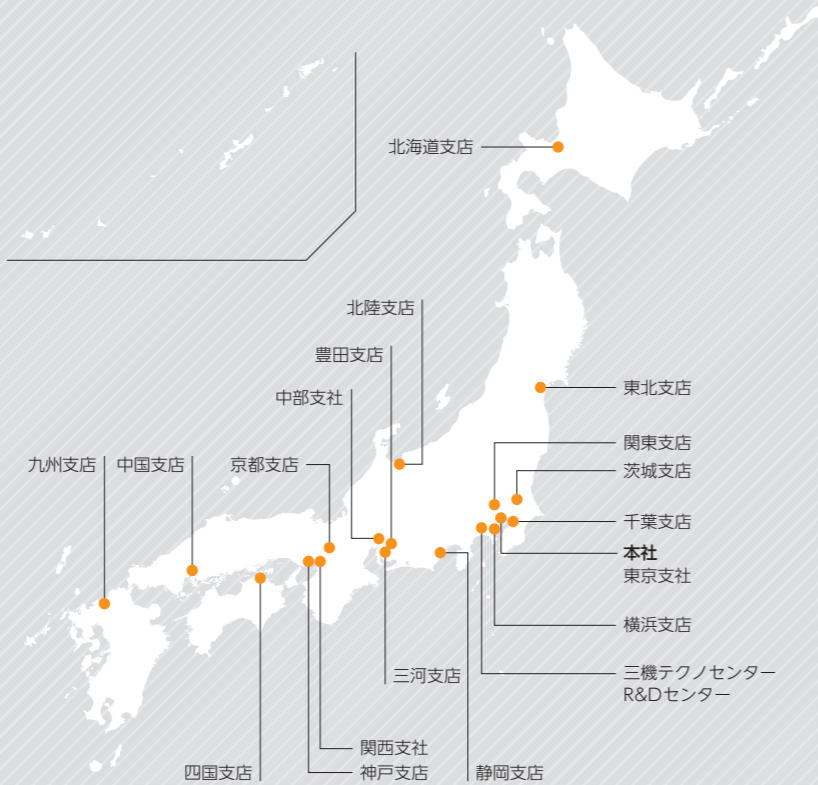 北海道支店
北陸支店
豊田支店
中部支社
東北支店
関東支店
九州支店
中国支店
京都支店
茨城支店
千葉支店
本社
東京支社
横浜支店
三河支店
三機テクノセンター
R&Dセンター
関西支社
四国支店
神戸支店
静岡支店